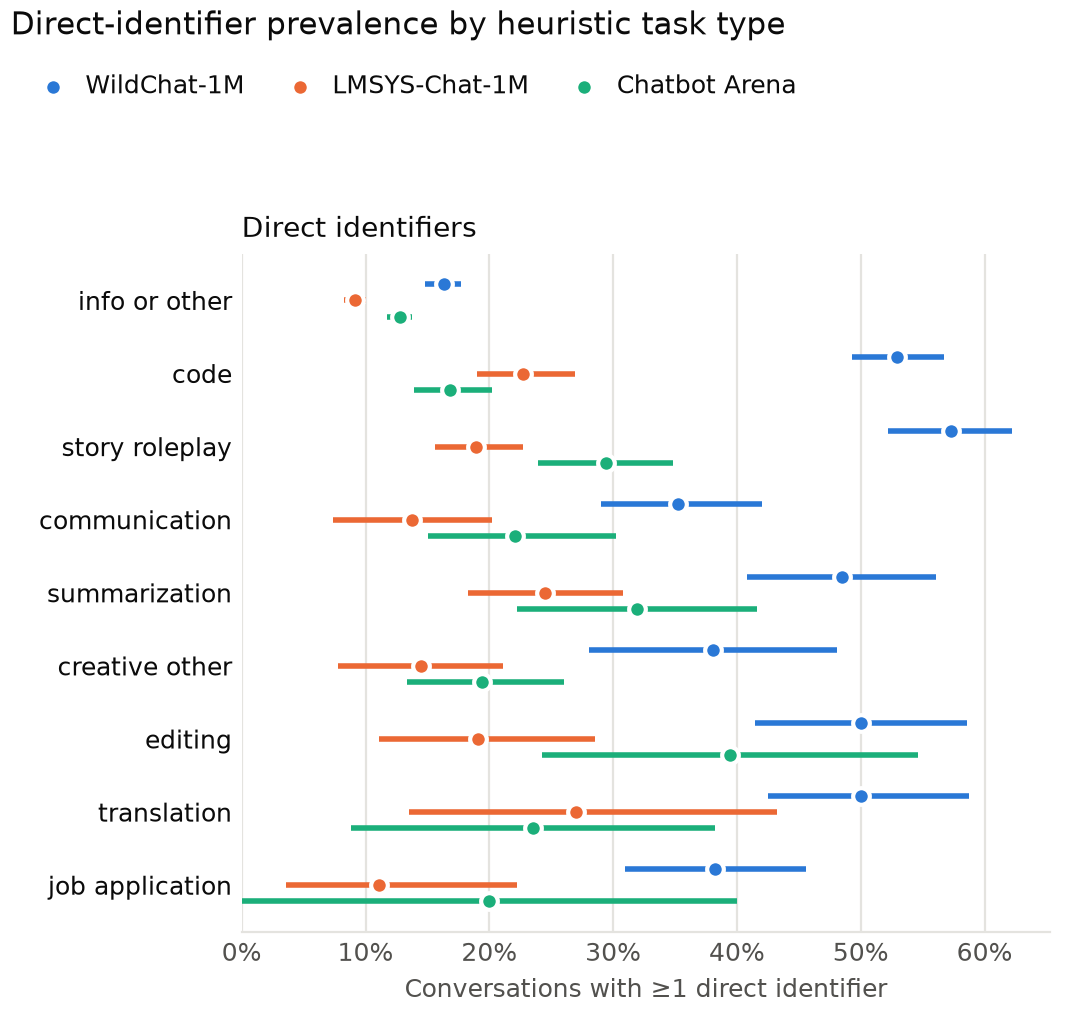 Direct-identifier prevalence by heuristic task type
WildChat-1M LMSYS-Chat-1M Chatbot Arena
Direct identifiers
info or other
code
story roleplay
communication
summarization
creative other
editing
translation
job application
0% 10% 20% 30% 40% 50% 60%
Conversations with ≥1 direct identifier